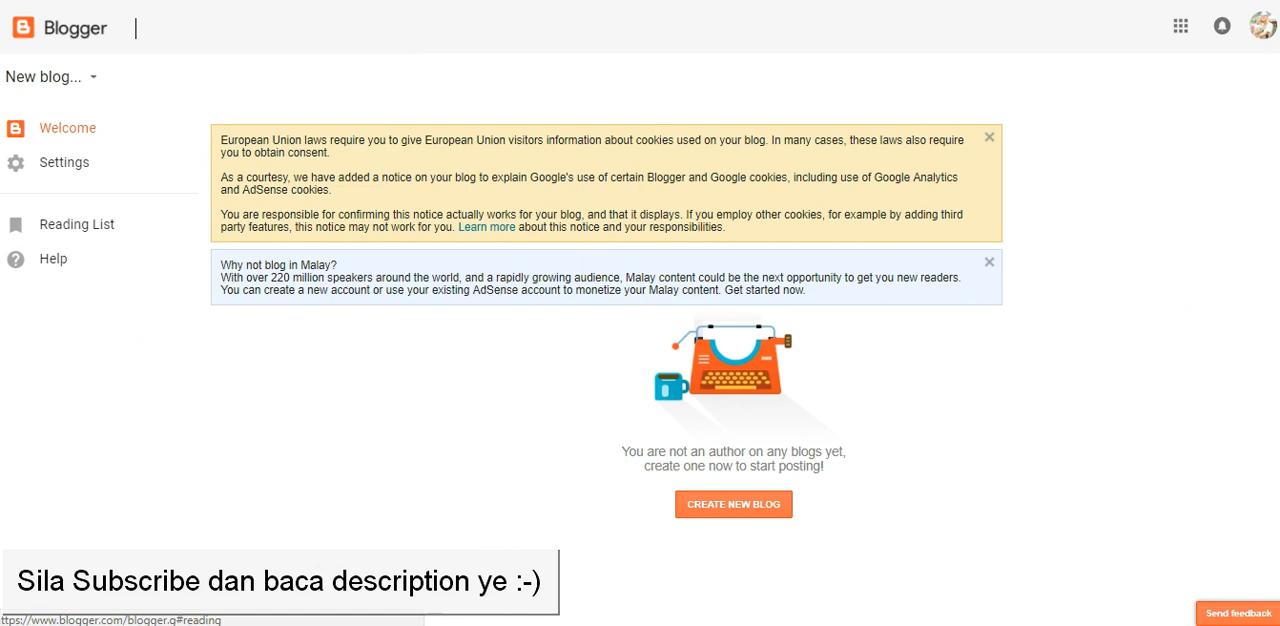 Blogger
New blog...
Welcome
Settings
Reading List
Help
European Union laws require you to give European Union visitors information about cookies used on your blog. In many cases, these laws also require
you to obtain consent.
As a courtesy, we have added a notice on your blog to explain Google's use of certain Blogger and Google cookies, including use of Google Analytics
and AdSense cookies.
You are responsible for confirming this notice actually works for your blog, and that it displays. If you employ other cookies, for example by adding third
party features, this notice may not work for you. Learn more about this notice and your responsibilities.
Why not blog in Malay?
With over 220 million speakers around the world, and a rapidly growing audience, Malay content could be the next opportunity to get you new readers.
You can create a new account or use your existing AdSense account to monetize your Malay content. Get started now.
You are not an author on any blogs yet,
create one now to start posting!
CREATE NEW BLOG
Sila Subscribe dan baca description ye :-)
ttps://www.blogger.com/blogger.g#reading
Send feedback